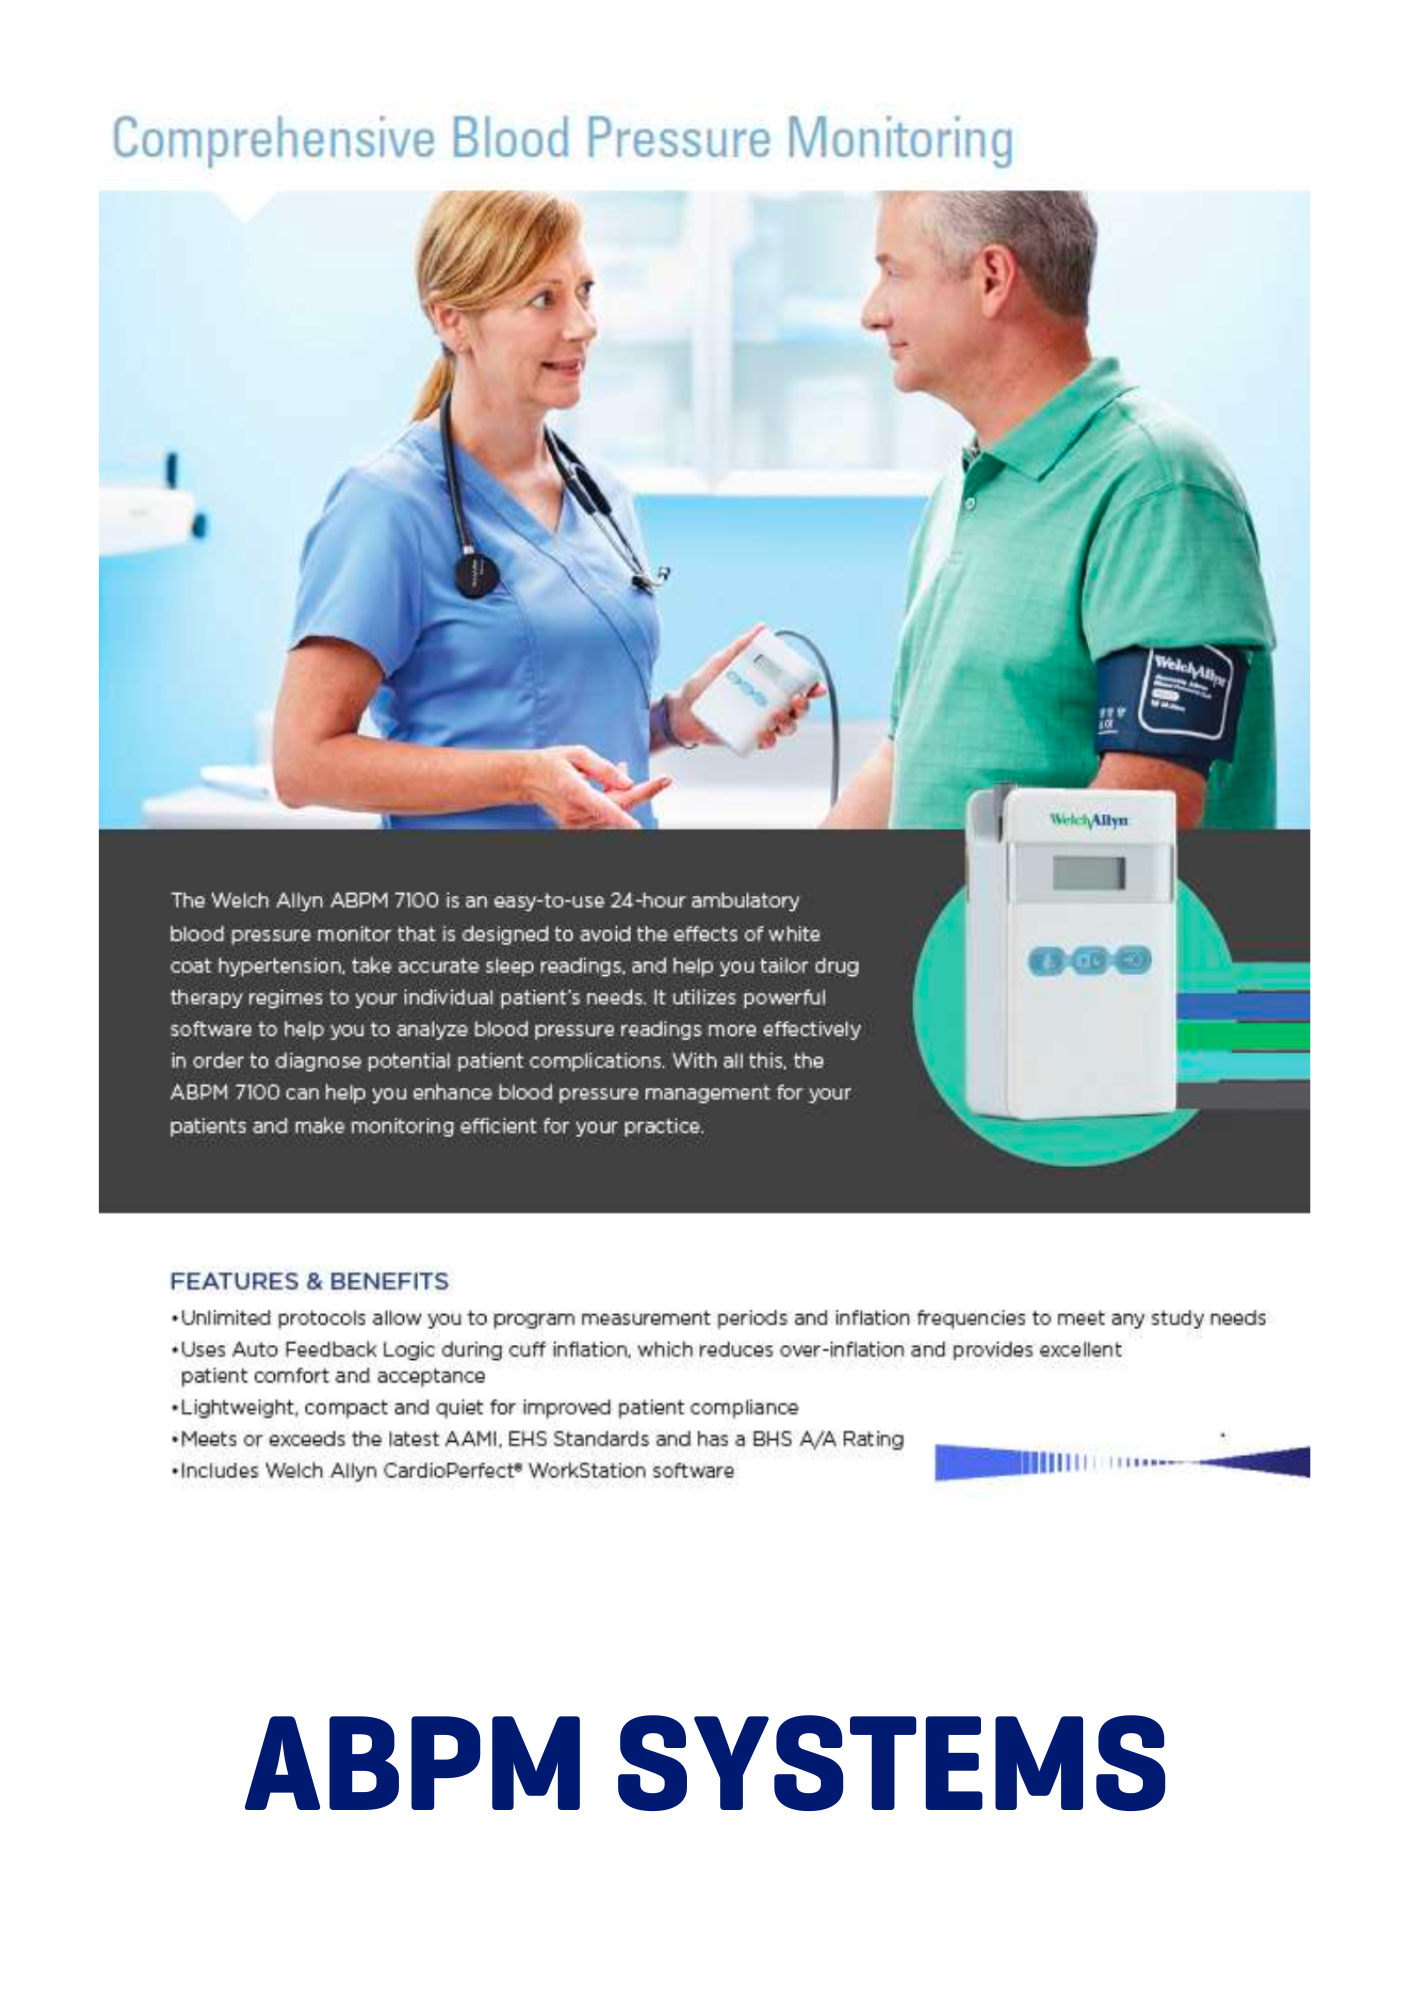 Comprehensive Blood Pressure Monitoring
WelchAllyn
WelchAllyn
The Welch Allyn ABPM 7100 is an easy-to-use 24-hour ambulatory
blood pressure monitor that is designed to avoid the effects of white
coat hypertension, take accurate sleep readings, and help you tailor drug
therapy regimes to your individual patient's needs. It utilizes powerful
software to help you to analyze blood pressure readings more effectively
in order to diagnose potential patient complications. With all this, the
ABPM 7100 can help you enhance blood pressure management for your
patients and make monitoring efficient for your practice.
FEATURES & BENEFITS
•Unlimited protocols allow you to program measurement periods and inflation frequencies to meet any study needs
•Uses Auto Feedback Logic during cuff inflation, which reduces over-inflation and provides excellent
patient comfort and acceptance
•Lightweight, compact and quiet for improved patient compliance
•Meets or exceeds the latest AAMI, EHS Standards and has a BHS A/A Rating
•Includes Welch Allyn CardioPerfect® WorkStation software
ABPM SYSTEMS